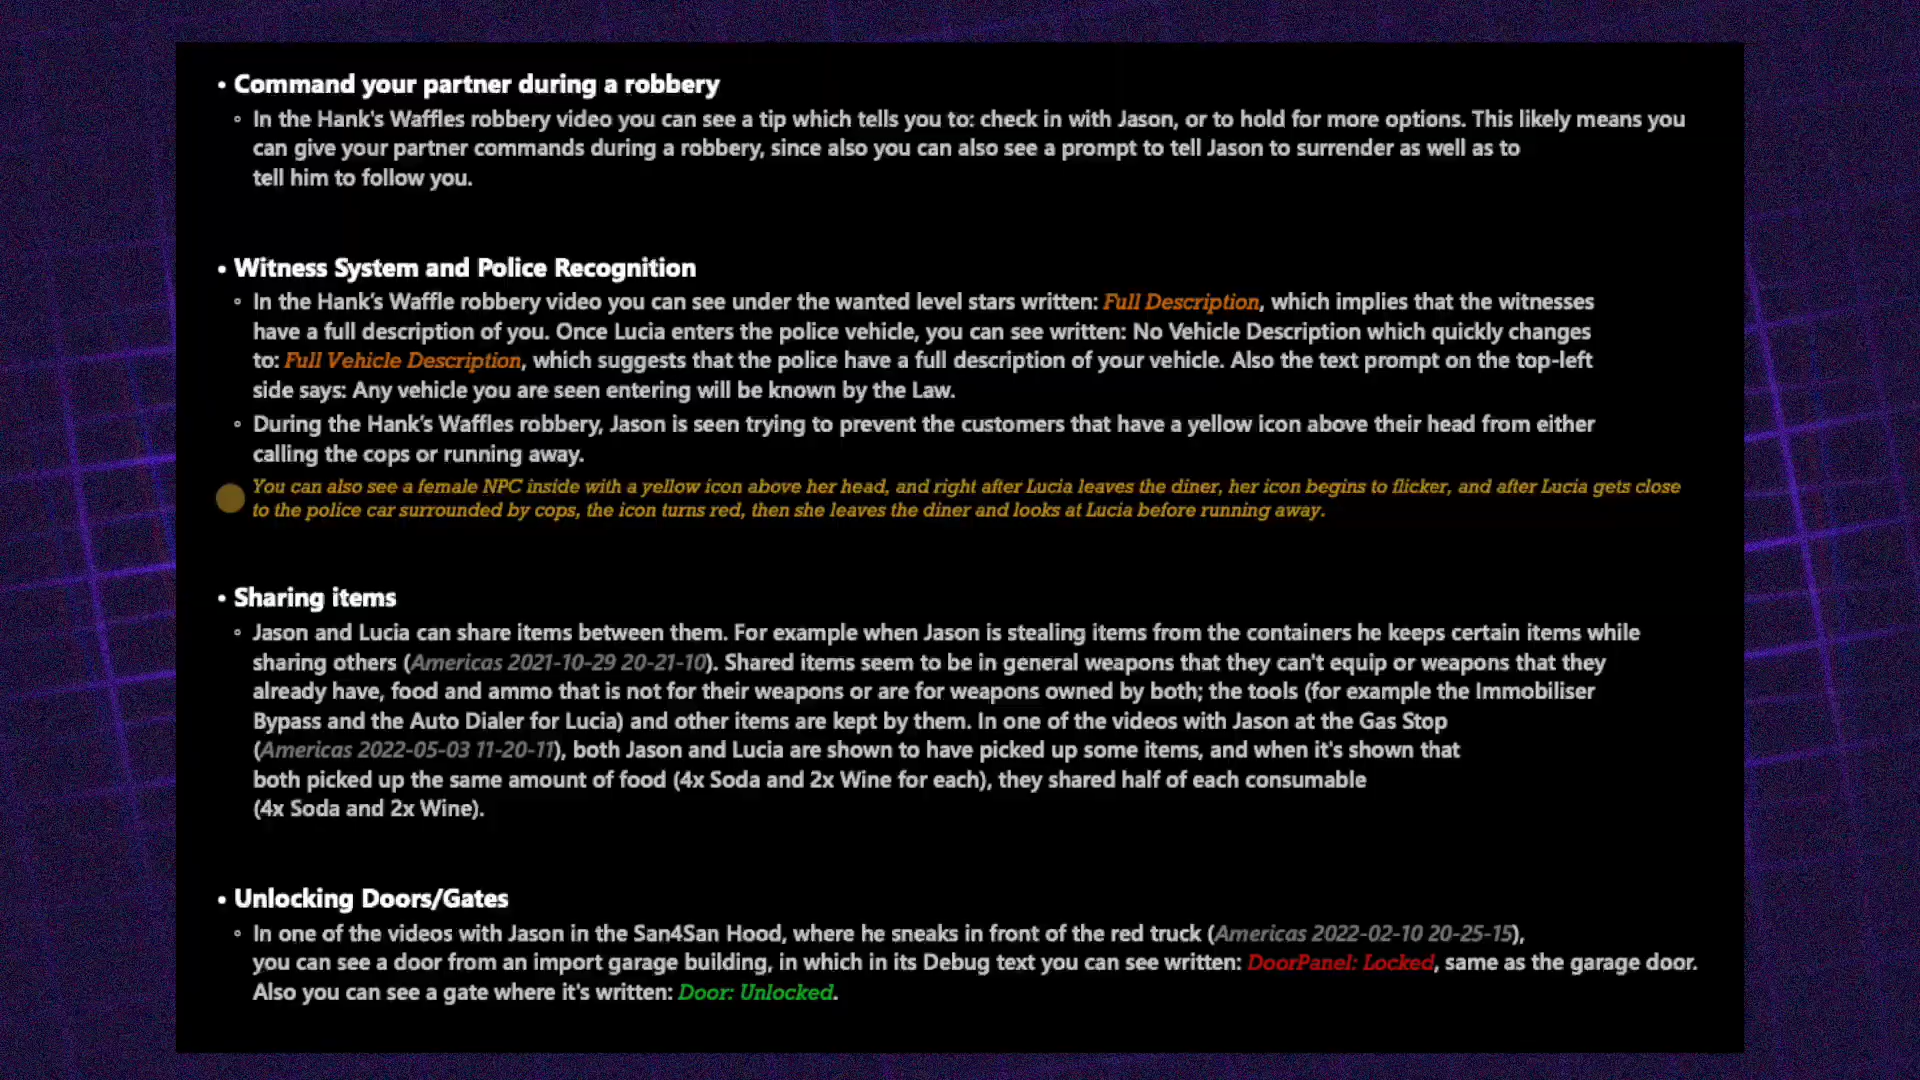 • Command your partner during a robbery
◦ In the Hank's Waffles robbery video you can see a tip which tells you to: check in with Jason, or to hold for more options. This likely means you
can give your partner commands during a robbery, since also you can also see a prompt to tell Jason to surrender as well as to
tell him to follow you.
• Witness System and Police Recognition
◦ In the Hank's Waffle robbery video you can see under the wanted level stars written: Full Description, which implies that the witnesses
have a full description of you. Once Lucia enters the police vehicle, you can see written: No Vehicle Description which quickly changes
to: Full Vehicle Description, which suggests that the police have a full description of your vehicle. Also the text prompt on the top-left
side says: Any vehicle you are seen entering will be known by the Law.
◦ During the Hank's Waffles robbery, Jason is seen trying to prevent the customers that have a yellow icon above their head from either
calling the cops or running away.
You can also see a female NPC inside with a yellow icon above her head, and right after Lucia leaves the diner, her icon begins to flicker, and after Lucia gets close
to the police car surrounded by cops, the icon turns red, then she leaves the diner and looks at Lucia before running away.
• Sharing items
◦ Jason and Lucia can share items between them. For example when Jason is stealing items from the containers he keeps certain items while
sharing others (Americas 2021-10-29 20-21-10). Shared items seem to be in general weapons that they can't equip or weapons that they
already have, food and ammo that is not for their weapons or are for weapons owned by both; the tools (for example the Immobiliser
Bypass and the Auto Dialer for Lucia) and other items are kept by them. In one of the videos with Jason at the Gas Stop
(Americas 2022-05-03 11-20-11), both Jason and Lucia are shown to have picked up some items, and when it's shown that
both picked up the same amount of food (4x Soda and 2x Wine for each), they shared half of each consumable
(4x Soda and 2x Wine).
• Unlocking Doors/Gates
◦ In one of the videos with Jason in the San4San Hood, where he sneaks in front of the red truck (Americas 2022-02-10 20-25-15),
you can see a door from an import garage building, in which in its Debug text you can see written: DoorPanel: Locked, same as the garage door.
Also you can see a gate where it's written: Door: Unlocked.